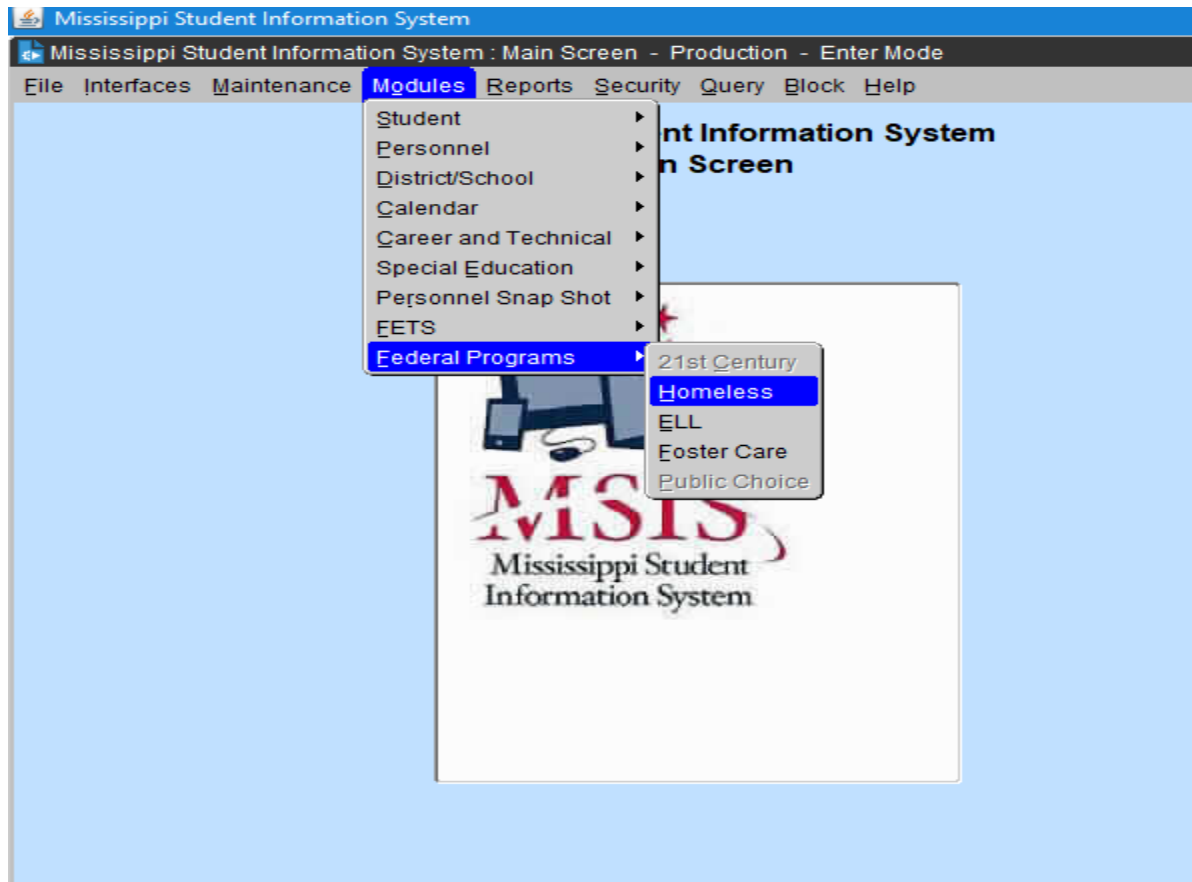 Mississippi Student Information System
Mississippi Student Information System : Main Screen - Production - Enter Mode
File Interfaces Maintenance Modules Reports Security Query Block Help
nt Information System
n Screen
Student
Personnel
District/School
Calendar
Career and Technical
Special Education
Personnel Snap Shot
FETS
Federal Programs
21st Century
Homeless
ELL
Foster Care
Public Choice
MSIS
Mississippi Student
Information System